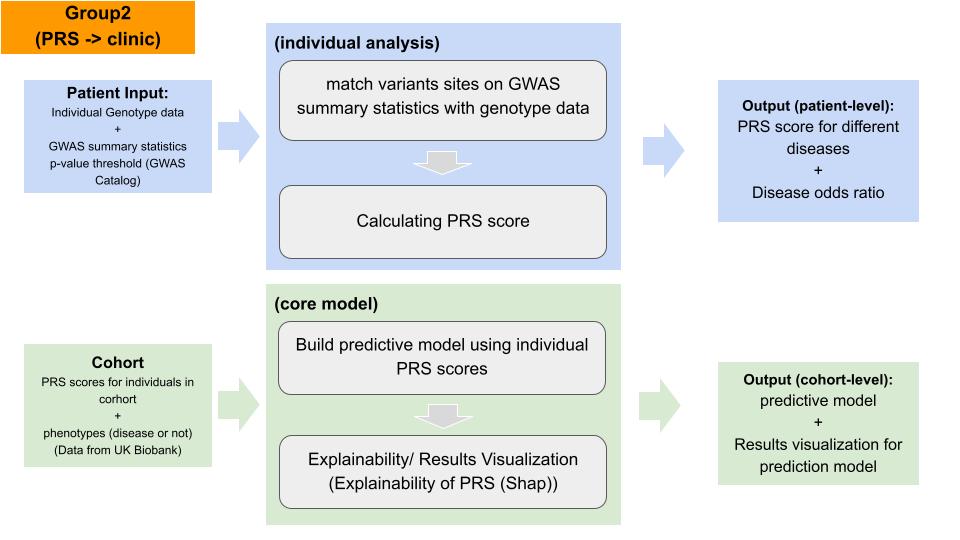 Group2
(PRS -> clinic)
Patient Input:
Individual Genotype data
+
GWAS summary statistics
p-value threshold (GWAS
Catalog)
(individual analysis)
match variants sites on GWAS
summary statistics with genotype data
Calculating PRS score
Output (patient-level):
PRS score for different
diseases
+
Disease odds ratio
Cohort
PRS scores for individuals in
corhort
+
phenotypes (disease or not)
(Data from UK Biobank)
(core model)
Build predictive model using individual
PRS scores
Explainability/ Results Visualization
(Explainability of PRS (Shap))
Output (cohort-level):
predictive model
+
Results visualization for
prediction model